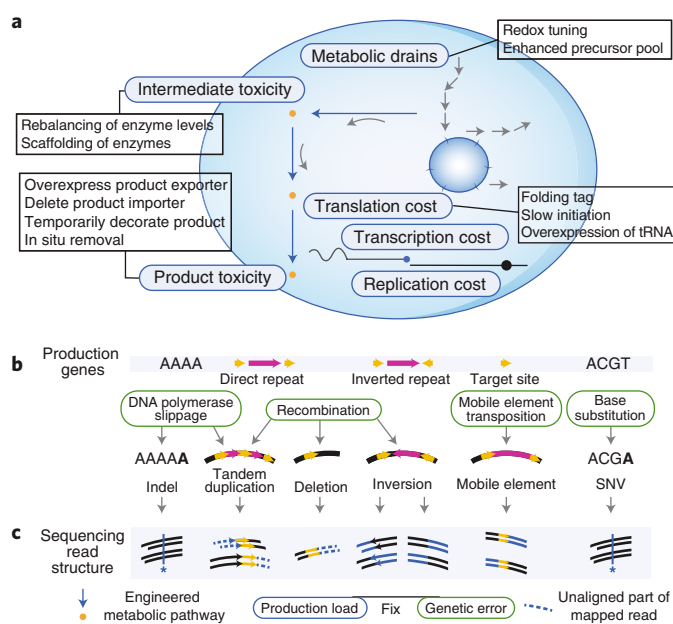 a
Metabolic drains
Redox tuning
Enhanced precursor pool
Intermediate toxicity
Rebalancing of enzyme levels
Scaffolding of enzymes
Overexpress product exporter
Delete product importer
Temporarily decorate product
In situ removal
Translation cost
Folding tag
Slow initiation
Overexpression of tRNA
Transcription cost
Product toxicity
Replication cost
b
Production
genes
AAAA
Direct repeat
Inverted repeat
Target site
ACGT
DNA polymerase
slippage
Recombination
Mobile element
transposition
Base
substitution
AAAAA
Indel
Tandem
duplication
Deletion
Inversion
Mobile element
ACGA
SNV
c
Sequencing
read
structure
*
*
Engineered
metabolic pathway
Production load
Fix
Genetic error
Unaligned part of
mapped read